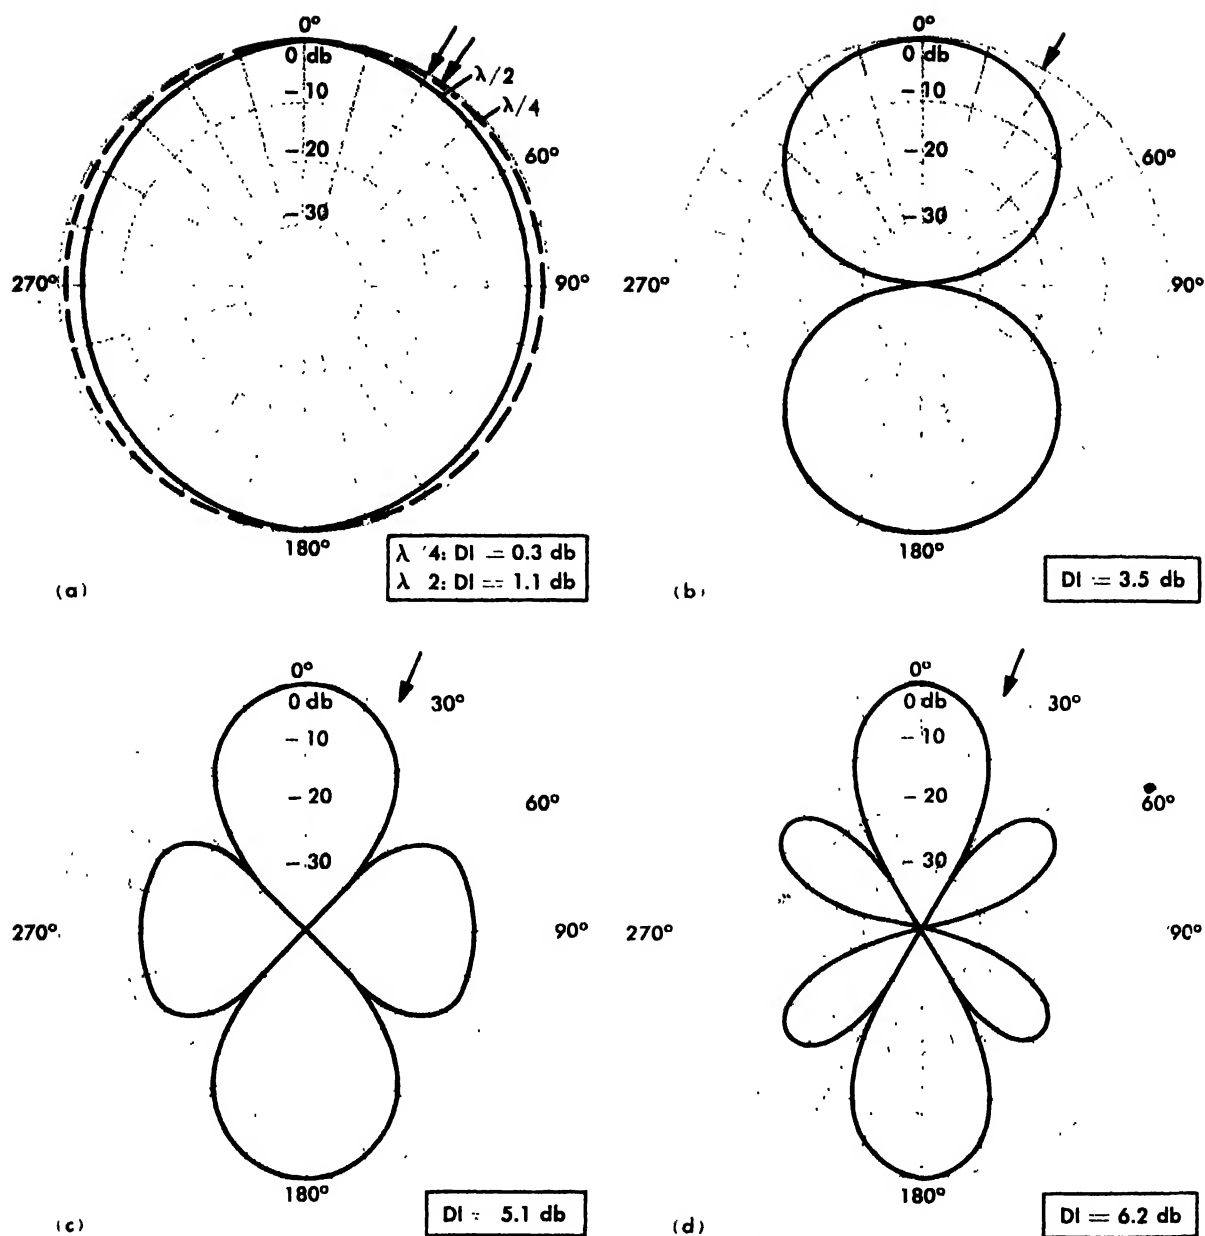 0°
0 db
− 10
− 20
− 30
λ/2
λ/4
60°
90°
270°
180°
λ '4: DI = 0.3 db
λ 2: DI = 1.1 db
(a)
0°
0 db
− 10
− 20
− 30
60°
90°
270°
180°
DI = 3.5 db
(b)
0°
0 db
− 10
− 20
− 30
30°
60°
90°
270°
180°
DI = 5.1 db
(c)
0°
0 db
− 10
− 20
− 30
30°
60°
90°
270°
180°
DI = 6.2 db
(d)